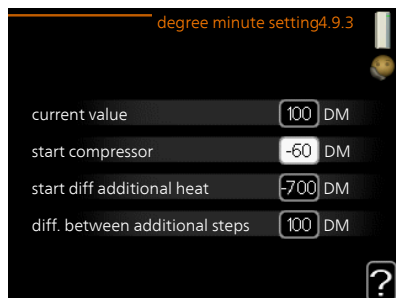 degree minute setting4.9.3
current value 100 DM
start compressor -60 DM
start diff additional heat -700 DM
diff. between additional steps 100 DM
?